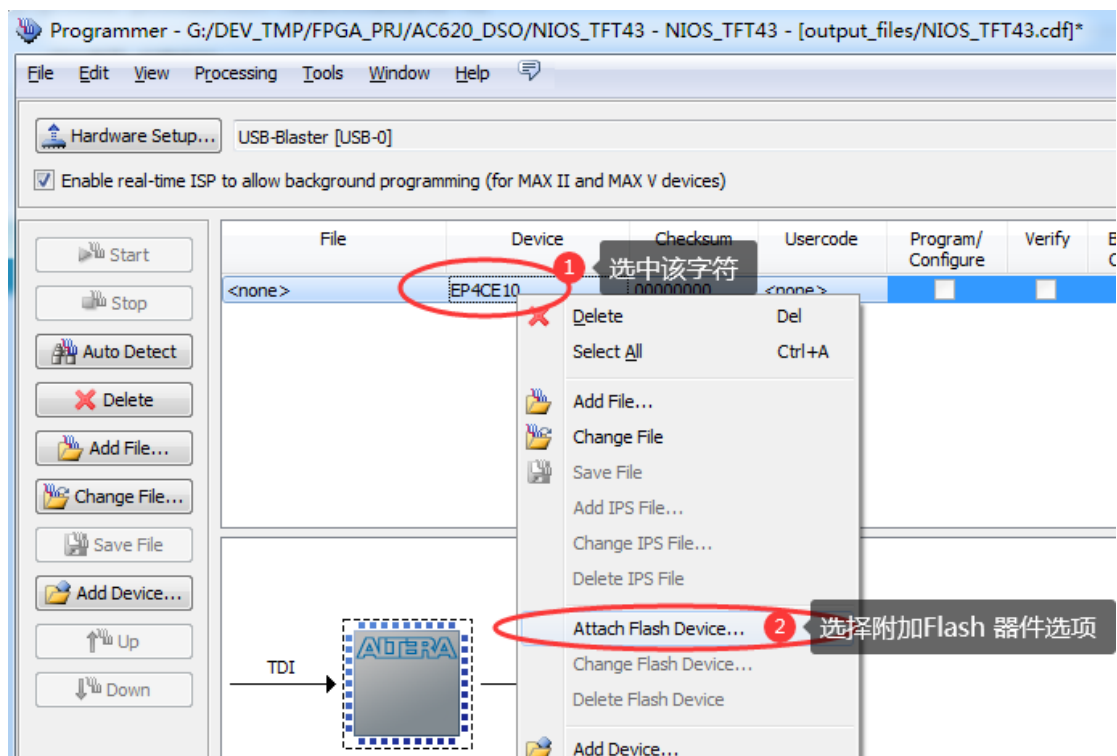 Programmer - G:/DEV_TMP/FPGA_PRJ/AC620_DSO/NIOS_TFT43 - NIOS_TFT43 - [output_files/NIOS_TFT43.cdf]*
File Edit View Processing Tools Window Help
Hardware Setup... USB-Blaster [USB-0]
Enable real-time ISP to allow background programming (for MAX II and MAX V devices)
Start
Stop
Auto Detect
Delete
Add File...
Change File...
Save File
Add Device...
Up
Down
File Device Checksum Usercode Program/ Verify
Configure
1 选中该字符
<none> EP4CE10 00000000 <none>
Delete Del
Select All Ctrl+A
Add File...
Change File
Save File
Add IPS File...
Change IPS File...
Delete IPS File
Attach Flash Device... 2 选择附加Flash 器件选项
Change Flash Device...
Delete Flash Device
Add Device...
TDI
ALTERA